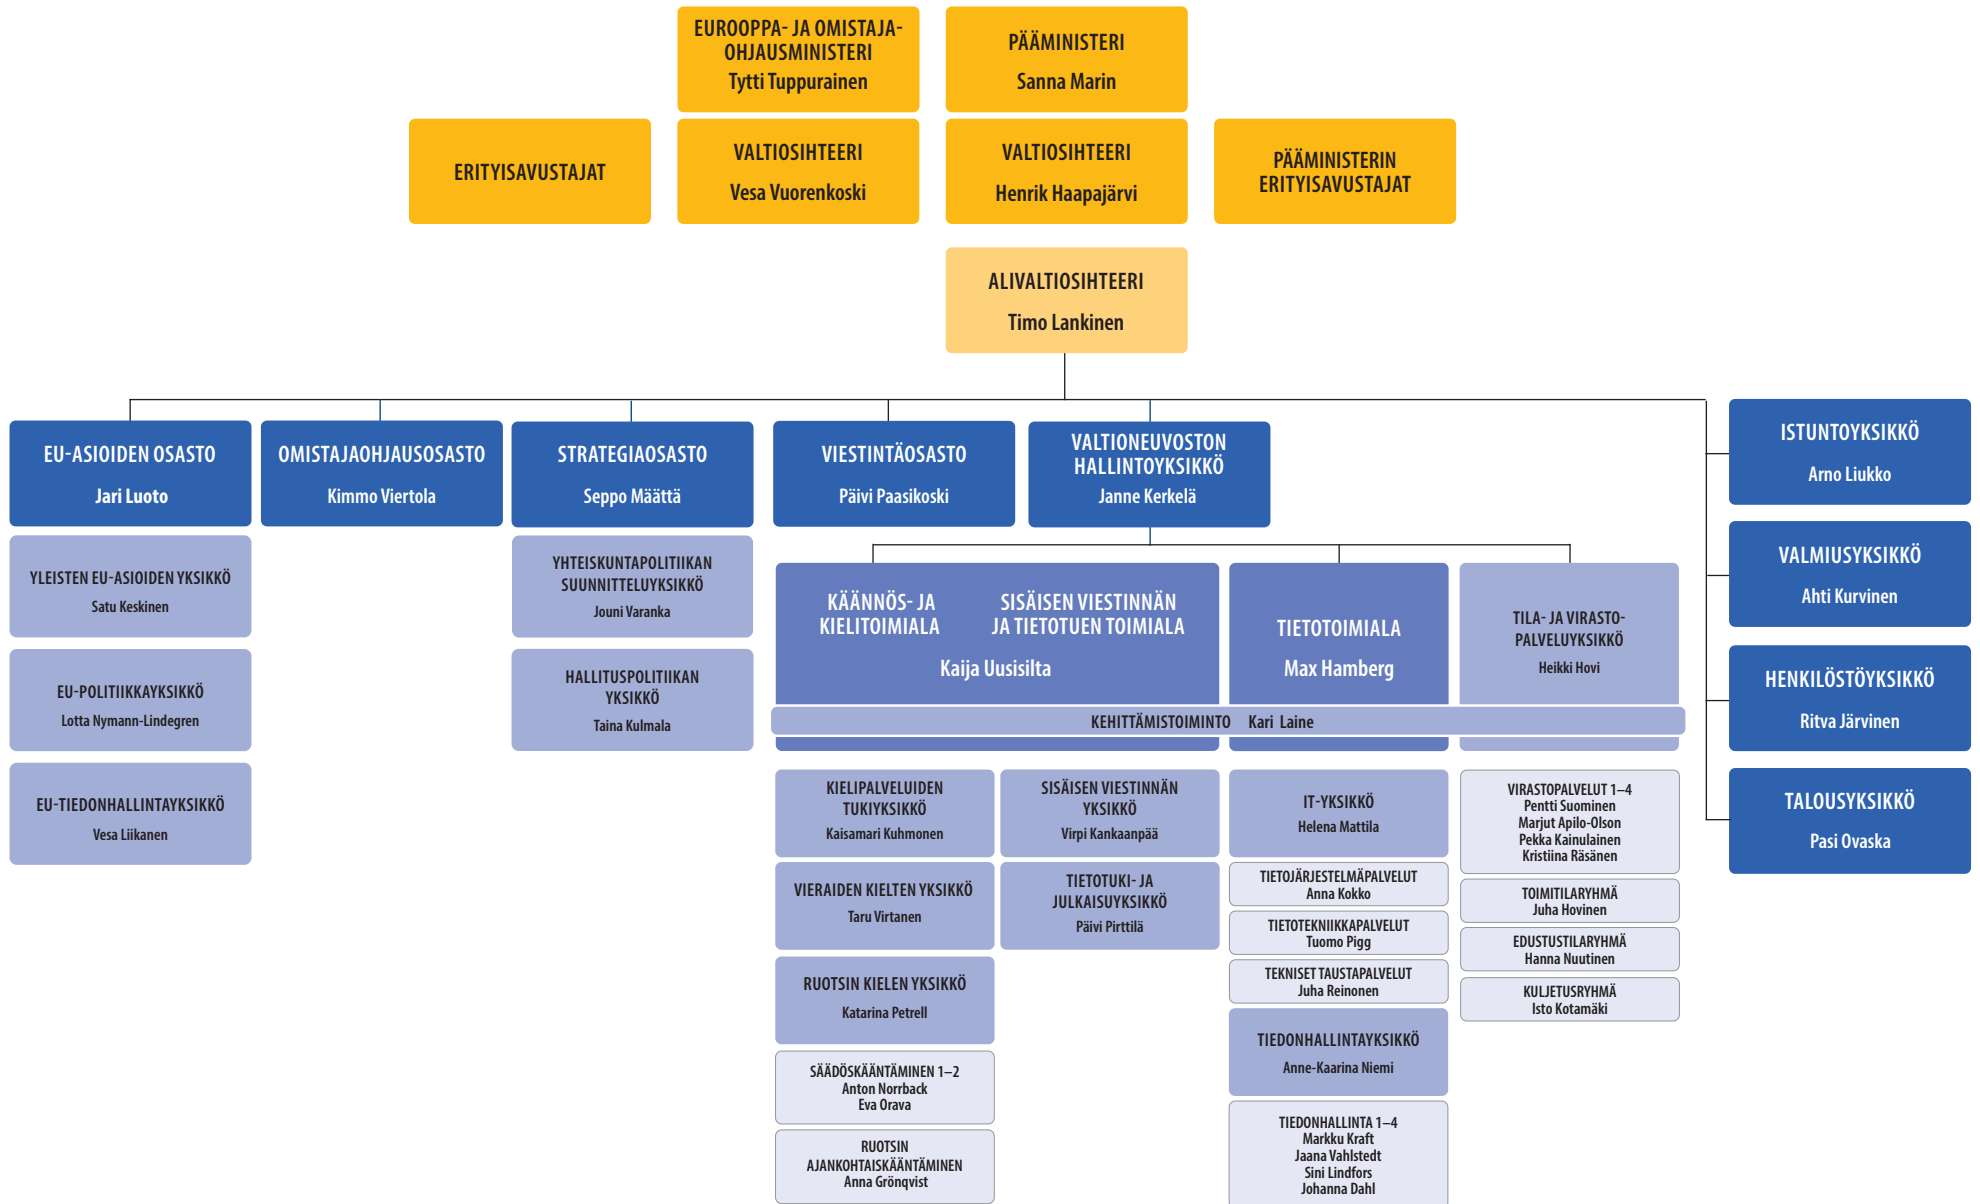 EUROOPPA- JA OMISTAJA-
OHJAUSMINISTERI
Tytti Tuppurainen
PÄÄMINISTERI
Sanna Marin
ERITYISAVUSTAJAT
VALTIOSIHTEERI
Vesa Vuorenkoski
VALTIOSIHTEERI
Henrik Haapajärvi
PÄÄMINISTERIN
ERITYISAVUSTAJAT
ALIVALTIOSIHTEERI
Timo Lankinen
EU-ASIOIDEN OSASTO
Jari Luoto
OMISTAJAOHJAUSOSASTO
Kimmo Viertola
STRATEGIAOSASTO
Seppo Määttä
VIESTINTÄOSASTO
Päivi Paasikoski
VALTIONEUVOSTON
HALLINTOYKSIKKÖ
Janne Kerkelä
ISTUNTOYKSIKKÖ
Arno Liukko
VALMIUSYKSIKKÖ
Ahti Kurvinen
HENKILÖSTÖYKSIKKÖ
Ritva Järvinen
TALOUSYKSIKKÖ
Pasi Ovaska
YLEISTEN EU-ASIOIDEN YKSIKKÖ
Satu Keskinen
EU-POLITIIKKAYKSIKKÖ
Lotta Nymann-Lindegren
EU-TIEDONHALLINTAYKSIKKÖ
Vesa Liikanen
YHTEISKUNTAPOLITIIKAN
SUUNNITTELUYKSIKKÖ
Jouni Varanka
HALLITUSPOLITIIKAN
YKSIKKÖ
Taina Kulmala
KÄÄNNÖS- JA
KIELITOIMIALA
SISÄISEN VIESTINNÄN
JA TIETOTUEN TOIMIALA
Kaija Uusisilta
TIETOTOIMIALA
Max Hamberg
TILA- JA VIRASTO-
PALVELUYKSIKKÖ
Heikki Hovi
KEHITTÄMISTOIMINTO Kari Laine
KIELIPALVELUIDEN
TUKIYKSIKKÖ
Kaisamari Kuhmonen
VIERAIDEN KIELTEN YKSIKKÖ
Taru Virtanen
RUOTSIN KIELEN YKSIKKÖ
Katarina Petrell
SÄÄDÖSKÄÄNTÄMINEN 1–2
Anton Norrback
Eva Orava
RUOTSIN
AJANKOHTAISKÄÄNTÄMINEN
Anna Grönqvist
SISÄISEN VIESTINNÄN
YKSIKKÖ
Virpi Kankaanpää
TIETOTUKI- JA
JULKAISUYKSIKKÖ
Päivi Pirttilä
IT-YKSIKKÖ
Helena Mattila
TIETOJÄRJESTELMÄPALVELUT
Anna Kokko
TIETOTEKNIIKKAPALVELUT
Tuomo Pigg
TEKNISET TAUSTAPALVELUT
Juha Reinonen
TIEDONHALLINTAYKSIKKÖ
Anne-Kaarina Niemi
TIEDONHALLINTA 1–4
Markku Kraft
Jaana Vahlstedt
Sini Lindfors
Johanna Dahl
VIRASTOPALVELUT 1–4
Pentti Suominen
Marjut Apilo-Olson
Pekka Kainulainen
Kristiina Räsänen
TOIMITILARYHMÄ
Juha Hovinen
EDUSTUSTILARYHMÄ
Hanna Nuutinen
KULJETUSRYHMÄ
Isto Kotamäki